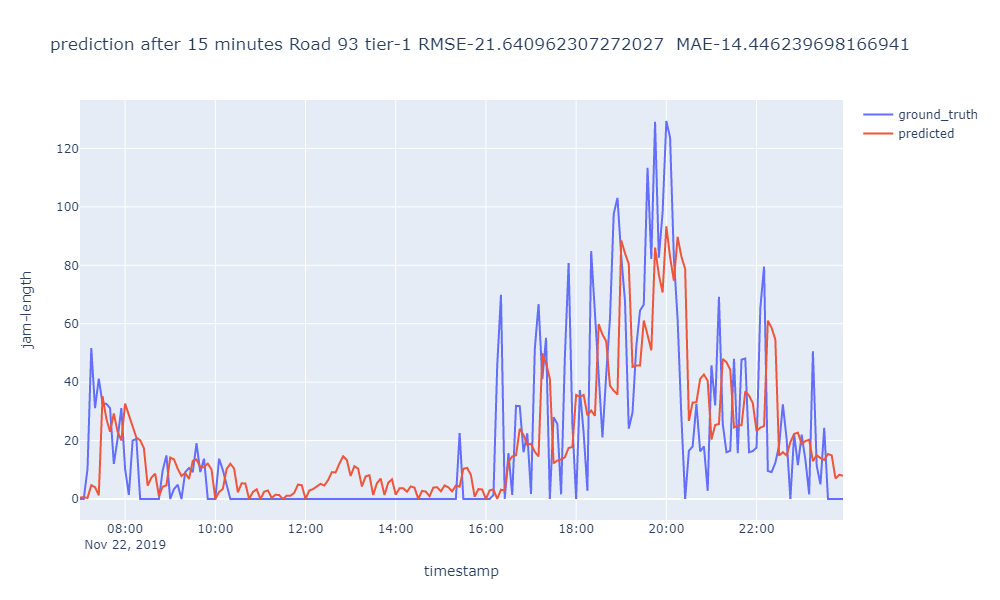 prediction after 15 minutes Road 93 tier-1 RMSE-21.640962307272027  MAE-14.446239698166941
ground_truth
predicted
120
100
80
60
40
20
0
jam-length
08:00 10:00 12:00 14:00 16:00 18:00 20:00 22:00
Nov 22, 2019
timestamp